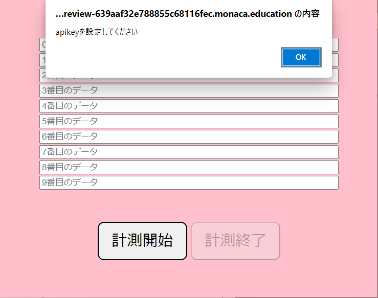 ...review-639aaf32e788855c68116fec.monaca.education の内容
apikeyを設定してください
OK
3番目のデータ
4番目のデータ
5番目のデータ
6番目のデータ
7番目のデータ
8番目のデータ
9番目のデータ
計測開始 計測終了